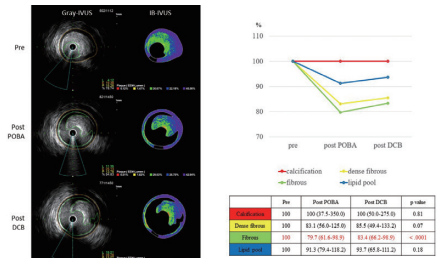 Gray-IVUS
IB-IVUS
Pre
Post
POBA
Post
DCB
%
110
100
90
80
70
pre
post POBA
post DCB
calcification
dense fibrous
fibrous
lipid pool
Pre Post POBA Post DCB p value
Calcification 100 100 (37.5-350.0) 100 (50.0-275.0) 0.81
Dense fibrous 100 83.1 (56.0-125.0) 85.5 (49.4-133.2) 0.07
Fibrous 100 79.7 (61.6-98.9) 83.4 (66.2-98.9) < .0001
Lipid pool 100 91.3 (79.4-118.2) 93.7 (65.8-111.2) 0.18